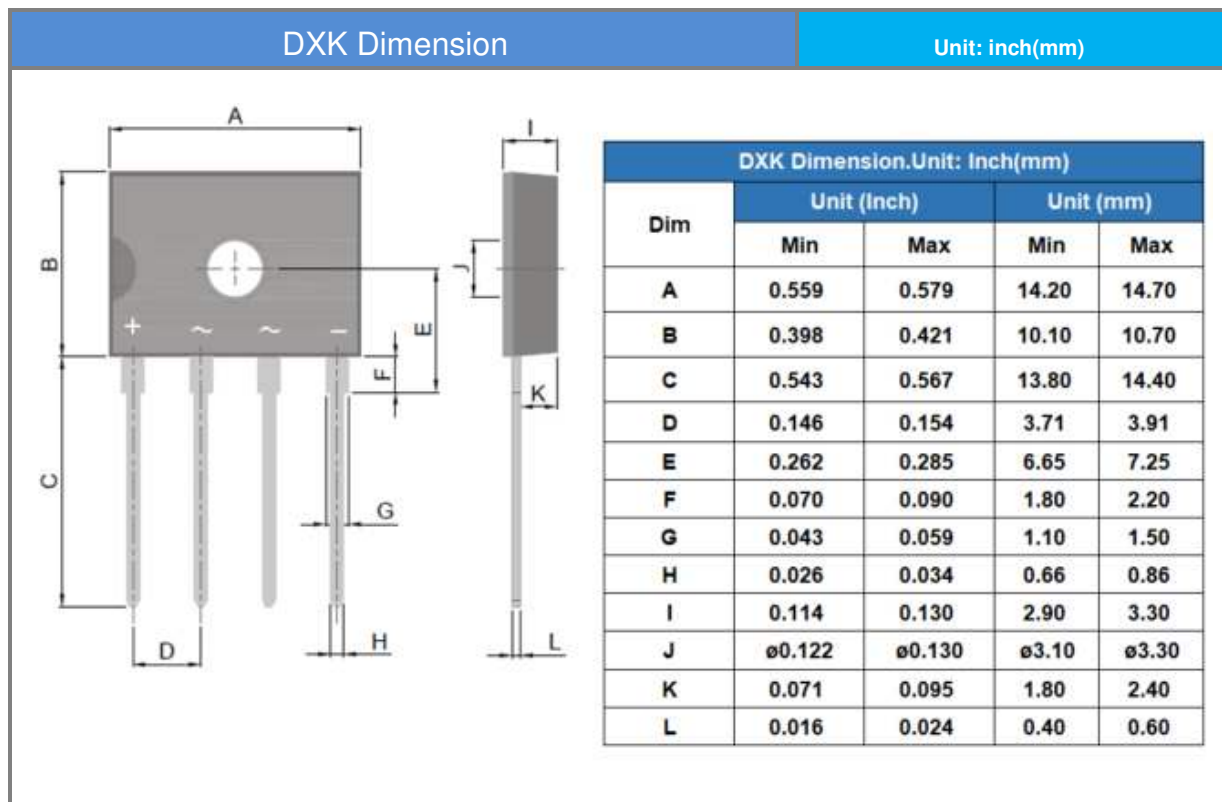 DXK Dimension Unit: inch(mm)
A
I
B
+ ~ ~ −
J
E
F
K
C
G
D
H
L
DXK Dimension.Unit: Inch(mm)
Dim Unit (Inch) Unit (mm)
Min Max Min Max
A 0.559 0.579 14.20 14.70
B 0.398 0.421 10.10 10.70
C 0.543 0.567 13.80 14.40
D 0.146 0.154 3.71 3.91
E 0.262 0.285 6.65 7.25
F 0.070 0.090 1.80 2.20
G 0.043 0.059 1.10 1.50
H 0.026 0.034 0.66 0.86
I 0.114 0.130 2.90 3.30
J ø0.122 ø0.130 ø3.10 ø3.30
K 0.071 0.095 1.80 2.40
L 0.016 0.024 0.40 0.60